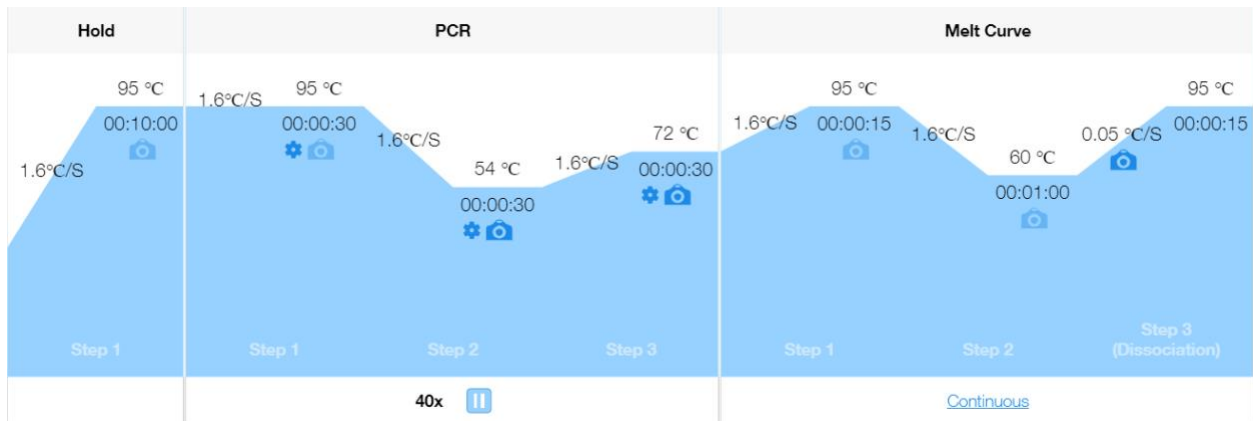 Hold
PCR
Melt Curve
1.6℃/S
95 ℃
00:10:00
Step 1
1.6℃/S
95 ℃
00:00:30
Step 1
1.6℃/S
54 ℃
00:00:30
Step 2
1.6℃/S
72 ℃
00:00:30
Step 3
1.6℃/S
95 ℃
00:00:15
Step 1
1.6℃/S
60 ℃
00:01:00
Step 2
0.05 ℃/S
95 ℃
00:00:15
Step 3
(Dissociation)
40x
Continuous